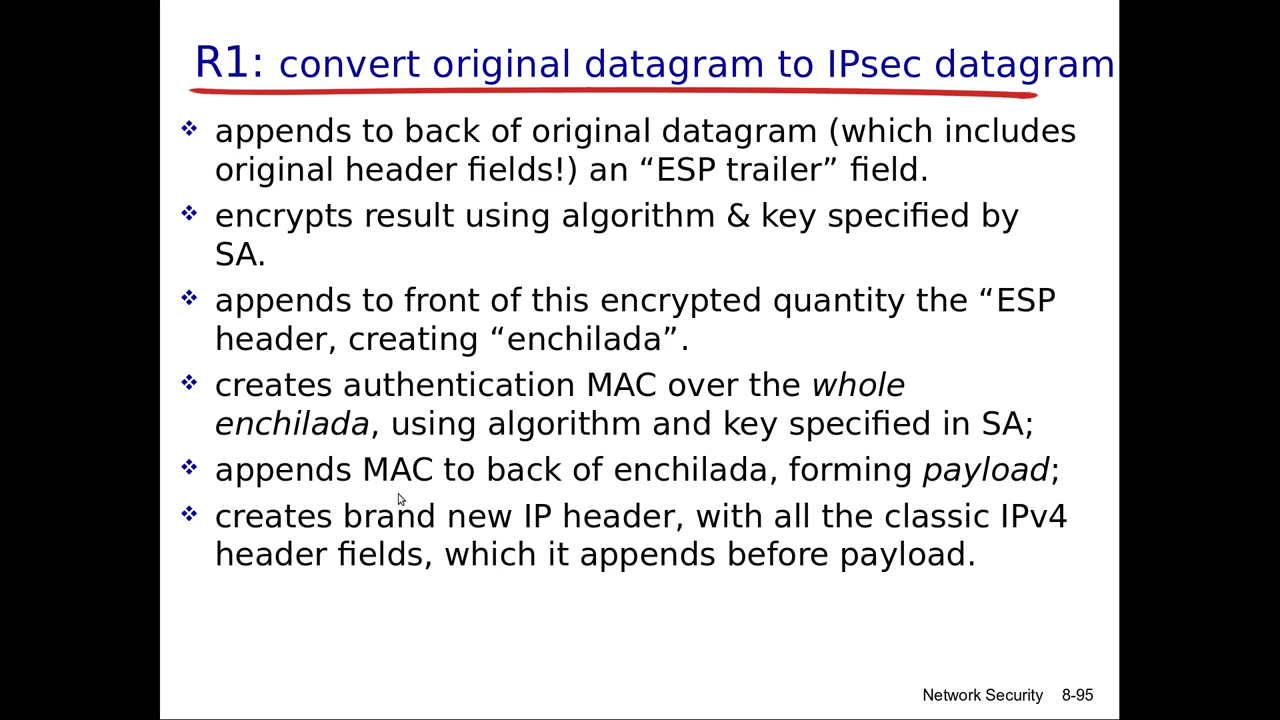 R1: convert original datagram to IPsec datagram
❖ appends to back of original datagram (which includes
original header fields!) an “ESP trailer” field.
❖ encrypts result using algorithm & key specified by
SA.
❖ appends to front of this encrypted quantity the “ESP
header, creating “enchilada”.
❖ creates authentication MAC over the whole
enchilada, using algorithm and key specified in SA;
❖ appends MAC to back of enchilada, forming payload;
❖ creates brand new IP header, with all the classic IPv4
header fields, which it appends before payload.
Network Security 8-95